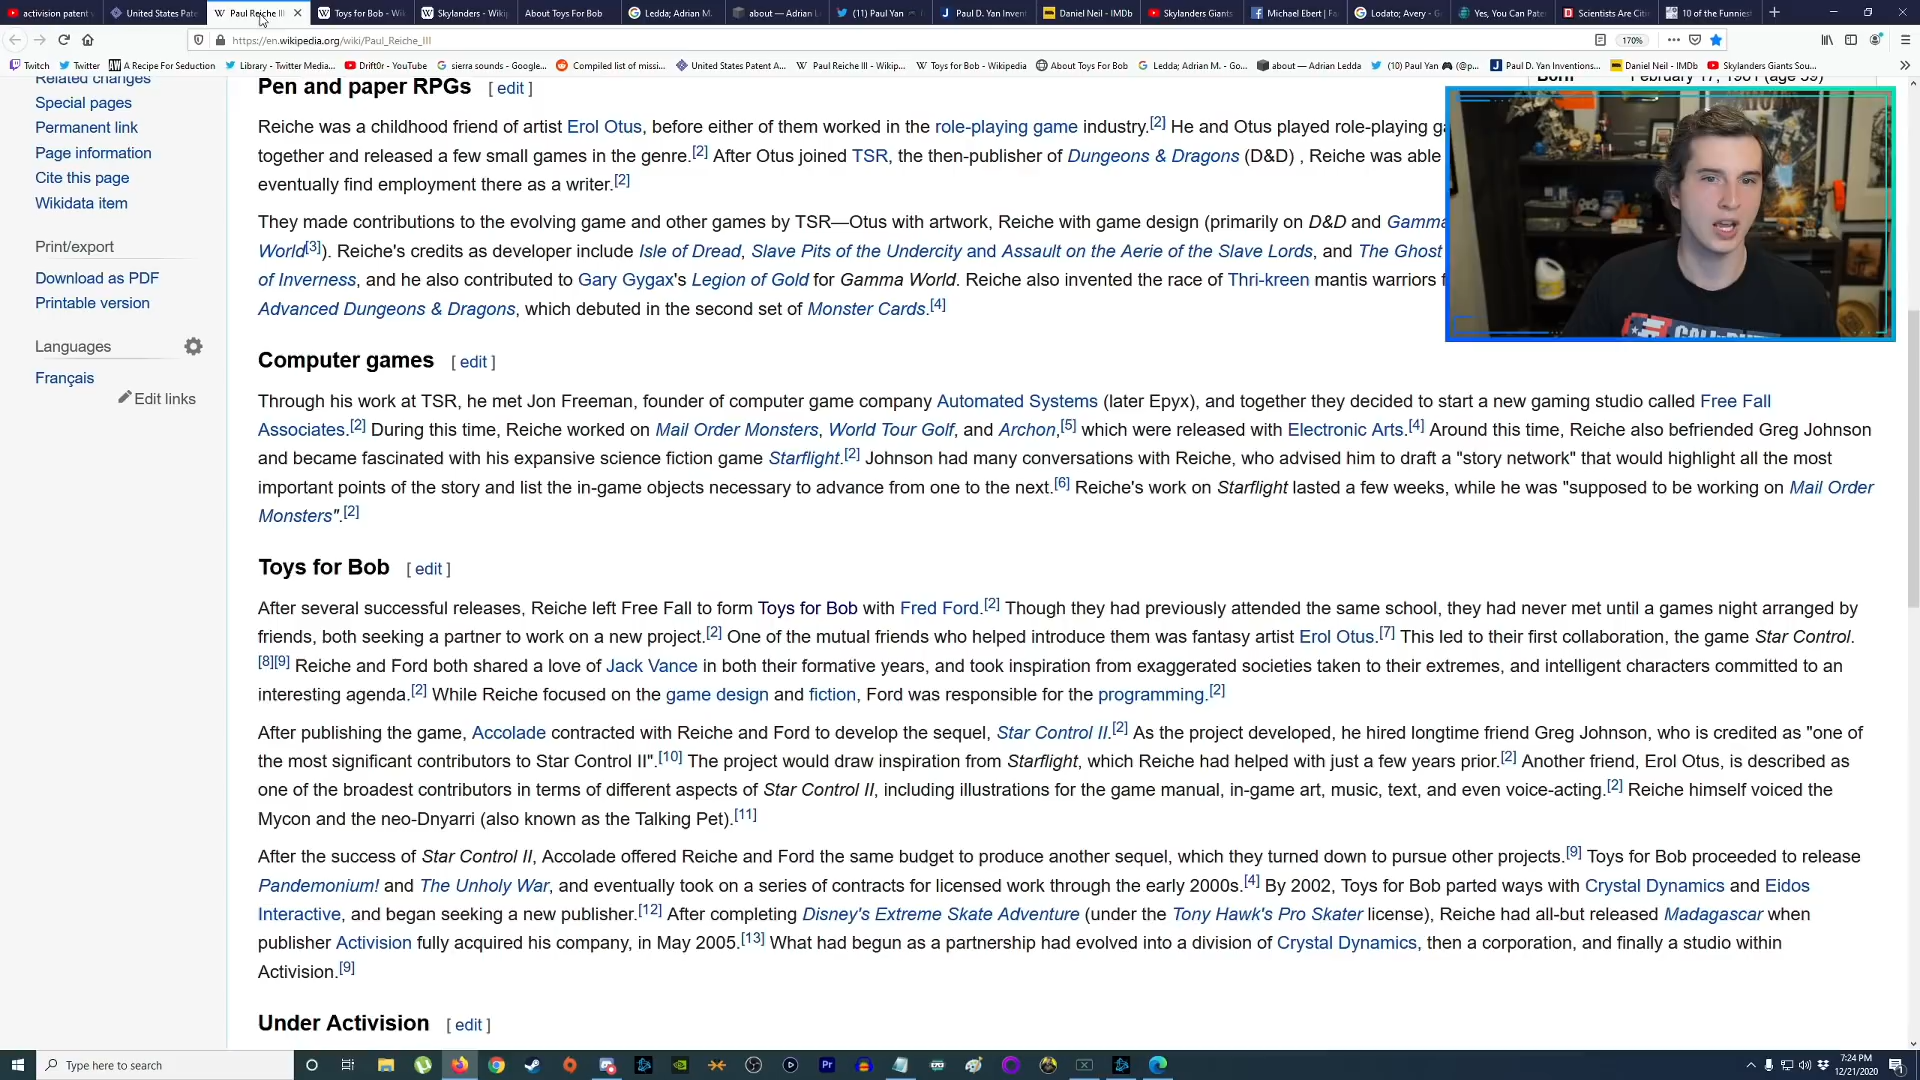 activision patent
United States Pate
Paul Reiche III
Toys for Bob - Wi
Skylanders - Wiki
About Toys For Bob
Ledda; Adrian M.
about — Adrian L
(11) Paul Yan
Paul D. Yan Invent
Daniel Neil - IMDb
Skylanders Giants
Michael Ebert | Fa
Lodato; Avery - G
Yes, You Can Pate
Scientists Are Citi
10 of the Funnies
https://en.wikipedia.org/wiki/Paul_Reiche_III
170%
Twitch
Twitter
A Recipe For Seduction
Library - Twitter Media...
Drift0r - YouTube
sierra sounds - Google...
Compiled list of missi...
United States Patent A...
Paul Reiche III - Wikip...
Toys for Bob - Wikipedia
About Toys For Bob
Ledda; Adrian M. - Go...
about — Adrian Ledda
(10) Paul Yan 🎮 (@p...
Paul D. Yan Inventions...
Daniel Neil - IMDb
Skylanders Giants Sou...
Related changes
Special pages
Permanent link
Page information
Cite this page
Wikidata item
Print/export
Download as PDF
Printable version
Languages
Français
Edit links
Born February 17, 1961 (age 59)
Pen and paper RPGs [ edit ]
Reiche was a childhood friend of artist Erol Otus, before either of them worked in the role-playing game industry.[2] He and Otus played role-playing ga
together and released a few small games in the genre.[2] After Otus joined TSR, the then-publisher of Dungeons & Dragons (D&D) , Reiche was able
eventually find employment there as a writer.[2]
They made contributions to the evolving game and other games by TSR—Otus with artwork, Reiche with game design (primarily on D&D and Gamma
World[3]). Reiche's credits as developer include Isle of Dread, Slave Pits of the Undercity and Assault on the Aerie of the Slave Lords, and The Ghost
of Inverness, and he also contributed to Gary Gygax's Legion of Gold for Gamma World. Reiche also invented the race of Thri-kreen mantis warriors f
Advanced Dungeons & Dragons, which debuted in the second set of Monster Cards.[4]
Computer games [ edit ]
Through his work at TSR, he met Jon Freeman, founder of computer game company Automated Systems (later Epyx), and together they decided to start a new gaming studio called Free Fall
Associates.[2] During this time, Reiche worked on Mail Order Monsters, World Tour Golf, and Archon,[5] which were released with Electronic Arts.[4] Around this time, Reiche also befriended Greg Johnson
and became fascinated with his expansive science fiction game Starflight.[2] Johnson had many conversations with Reiche, who advised him to draft a "story network" that would highlight all the most
important points of the story and list the in-game objects necessary to advance from one to the next.[6] Reiche's work on Starflight lasted a few weeks, while he was "supposed to be working on Mail Order
Monsters".[2]
Toys for Bob [ edit ]
After several successful releases, Reiche left Free Fall to form Toys for Bob with Fred Ford.[2] Though they had previously attended the same school, they had never met until a games night arranged by
friends, both seeking a partner to work on a new project.[2] One of the mutual friends who helped introduce them was fantasy artist Erol Otus.[7] This led to their first collaboration, the game Star Control.
[8][9] Reiche and Ford both shared a love of Jack Vance in both their formative years, and took inspiration from exaggerated societies taken to their extremes, and intelligent characters committed to an
interesting agenda.[2] While Reiche focused on the game design and fiction, Ford was responsible for the programming.[2]
After publishing the game, Accolade contracted with Reiche and Ford to develop the sequel, Star Control II.[2] As the project developed, he hired longtime friend Greg Johnson, who is credited as "one of
the most significant contributors to Star Control II".[10] The project would draw inspiration from Starflight, which Reiche had helped with just a few years prior.[2] Another friend, Erol Otus, is described as
one of the broadest contributors in terms of different aspects of Star Control II, including illustrations for the game manual, in-game art, music, text, and even voice-acting.[2] Reiche himself voiced the
Mycon and the neo-Dnyarri (also known as the Talking Pet).[11]
After the success of Star Control II, Accolade offered Reiche and Ford the same budget to produce another sequel, which they turned down to pursue other projects.[9] Toys for Bob proceeded to release
Pandemonium! and The Unholy War, and eventually took on a series of contracts for licensed work through the early 2000s.[4] By 2002, Toys for Bob parted ways with Crystal Dynamics and Eidos
Interactive, and began seeking a new publisher.[12] After completing Disney's Extreme Skate Adventure (under the Tony Hawk's Pro Skater license), Reiche had all-but released Madagascar when
publisher Activision fully acquired his company, in May 2005.[13] What had begun as a partnership had evolved into a division of Crystal Dynamics, then a corporation, and finally a studio within
Activision.[9]
Under Activision [ edit ]
Type here to search
7:24 PM
12/21/2020